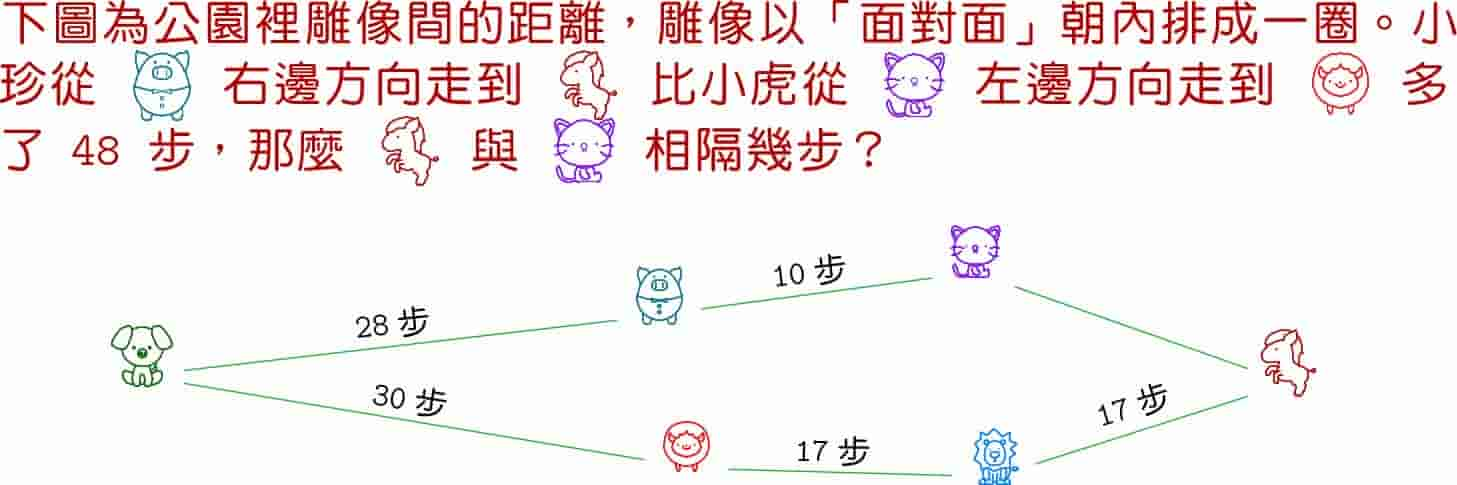 下圖為公園裡雕像間的距離，雕像以「面對面」朝內排成一圈。小
珍從 右邊方向走到 比小虎從 左邊方向走到 多
了 48 步，那麼 與 相隔幾步？
10 步
28 步
30 步
17 步
17 步